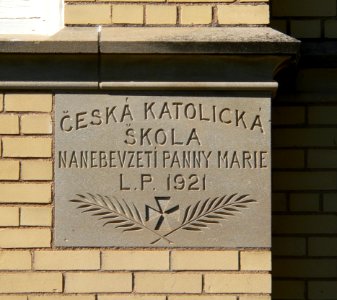 ČESKÁ KATOLICKÁ
ŠKOLA
NANEBEVZETÍ PANNY MARIE
L.P. 1921